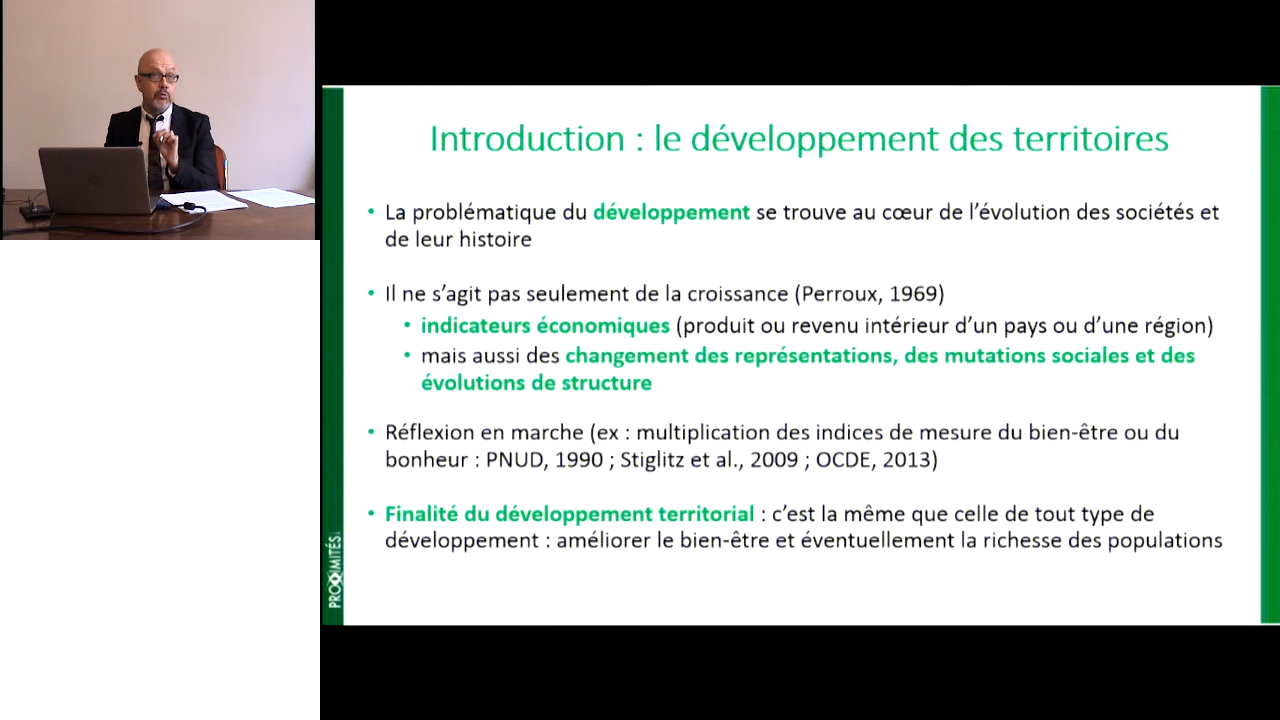 Introduction : le développement des territoires
• La problématique du développement se trouve au cœur de l'évolution des sociétés et
de leur histoire
• Il ne s'agit pas seulement de la croissance (Perroux, 1969)
• indicateurs économiques (produit ou revenu intérieur d'un pays ou d'une région)
• mais aussi des changement des représentations, des mutations sociales et des
évolutions de structure
• Réflexion en marche (ex : multiplication des indices de mesure du bien-être ou du
bonheur : PNUD, 1990 ; Stiglitz et al., 2009 ; OCDE, 2013)
• Finalité du développement territorial : c'est la même que celle de tout type de
développement : améliorer le bien-être et éventuellement la richesse des populations
PROXIMITÉS